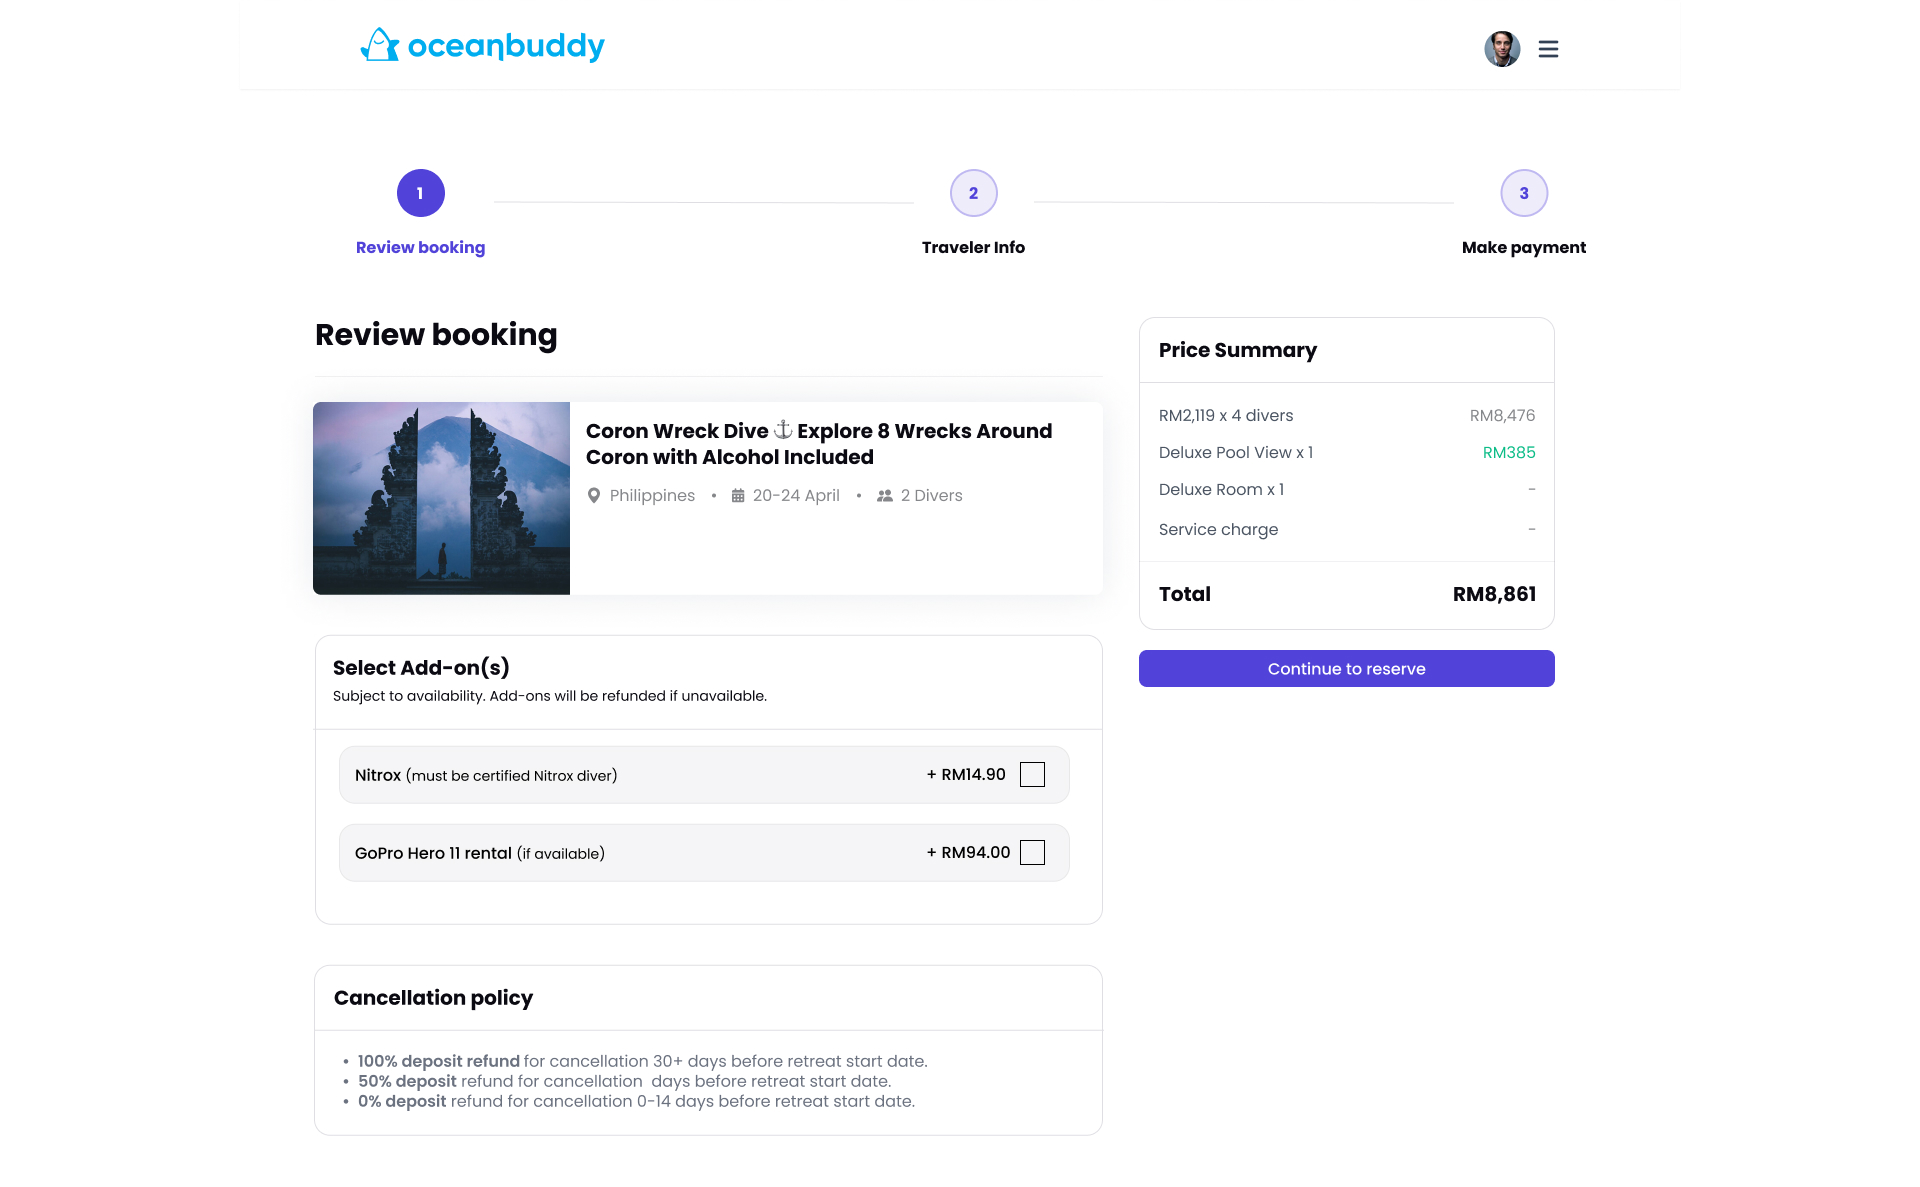 oceanbuddy
1
2
3
Review booking
Traveler Info
Make payment
Review booking
Coron Wreck Dive ⚓ Explore 8 Wrecks Around
Coron with Alcohol Included
Philippines • 20-24 April • 2 Divers
Select Add-on(s)
Subject to availability. Add-ons will be refunded if unavailable.
Nitrox (must be certified Nitrox diver) + RM14.90
GoPro Hero 11 rental (if available) + RM94.00
Cancellation policy
• 100% deposit refund for cancellation 30+ days before retreat start date.
• 50% deposit refund for cancellation  days before retreat start date.
• 0% deposit refund for cancellation 0-14 days before retreat start date.
Price Summary
RM2,119 x 4 divers RM8,476
Deluxe Pool View x 1 RM385
Deluxe Room x 1 -
Service charge -
Total RM8,861
Continue to reserve